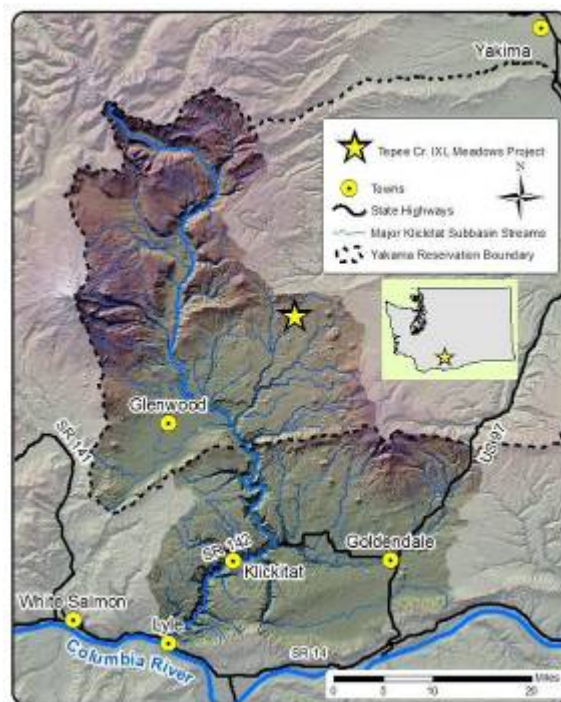 Yakima
Tepee Cr. IXL Meadows Project
N
Towns
State Highways
Major Klickitat Subbasin Streams
Yakama Reservation Boundary
Glenwood
SR 141
US 97
SR 142
Goldendale
Klickitat
White Salmon
Lyle
SR 14
Columbia River
Miles
0 5 10 20